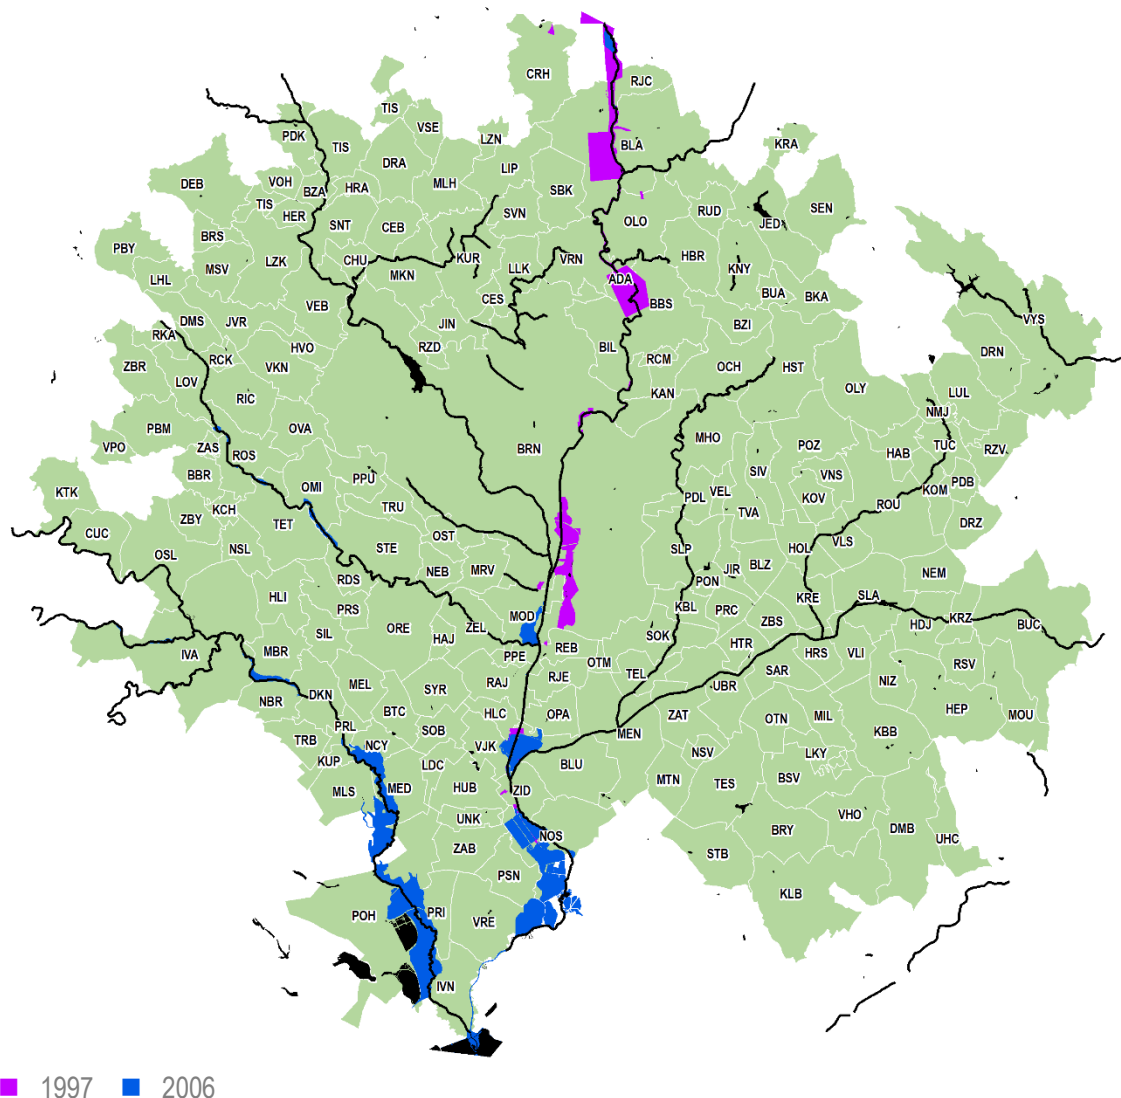 CRH
RJC
TIS
VSE
PDK
TIS
LZN
BLA
KRA
DRA
LIP
DEB
VOH
BZA
HRA
MLH
SBK
TIS
HER
SVN
RUD
SEN
SNT
CEB
OLO
JED
BRS
PBY
LZK
CHU
KUR
VRN
HBR
MSV
MKN
LLK
KNY
LHL
ADA
BUA
BKA
VEB
CES
BBS
VYS
DMS
JVR
JIN
BZI
RKA
HVO
RZD
BIL
DRN
ZBR
RCK
VKN
RCM
OCH
HST
LOV
OLY
RIC
KAN
LUL
NMJ
PBM
OVA
MHO
VPO
ZAS
ROS
BRN
POZ
HAB
TUC
RZV
BBR
PPU
SIV
VNS
KTK
OMI
PDL
VEL
KOV
KOM
PDB
ZBY
KCH
TRU
TVA
ROU
CUC
TET
DRZ
OSL
NSL
STE
OST
SLP
HOL
VLS
RDS
NEB
MRV
PON
JIR
BLZ
NEM
HLI
PRS
KBL
PRC
KRE
SLA
SIL
ORE
HAJ
ZEL
MOD
ZBS
HDJ
KRZ
BUC
IVA
MBR
PPE
REB
SOK
HTR
HRS
VLI
OTM
TEL
SAR
RSV
NBR
DKN
MEL
SYR
RAJ
RJE
UBR
NIZ
BTC
HLC
OPA
ZAT
OTN
MIL
HEP
MOU
TRB
PRL
SOB
MEN
KBB
KUP
NCY
LDC
VJK
BLU
NSV
LKY
MLS
MED
HUB
ZID
MTN
TES
BSV
UNK
NOS
BRY
VHO
DMB
UHC
ZAB
STB
PSN
KLB
POH
PRI
VRE
IVN
1997 2006